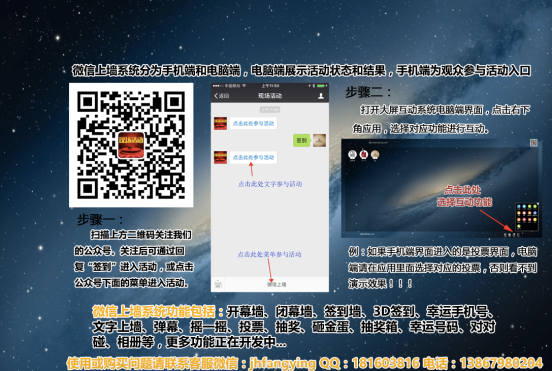 微信上墙系统分为手机端和电脑端，电脑端展示活动状态和结果，手机端为观众参与活动入口
步骤一：
扫描上方二维码关注我们
的公众号。关注后可通过回
复“签到”进入活动，或点击
公众号下面的菜单进入活动。
返回
现场活动
点击此处参与活动
签到
点击此处参与活动
点击此处文字参与活动
点击此处菜单参与活动
步骤二：
打开大屏互动系统电脑端界面，点击右下
角应用，选择对应功能进行互动。
点击此处
选择互动功能
例：如果手机端界面进入的是投票界面，电脑
端请在应用里面选择对应的投票，否则看不到
演示效果！！！
微信上墙系统功能包括：开幕墙、闭幕墙、签到墙、3D签到、幸运手机号、
文字上墙、弹幕、摇一摇、投票、抽奖、砸金蛋、抽奖箱、幸运号码、对对
碰、相册等，更多功能正在开发中...
使用或购买问题请联系客服微信：jhfangying QQ：181603816 电话：13867980204